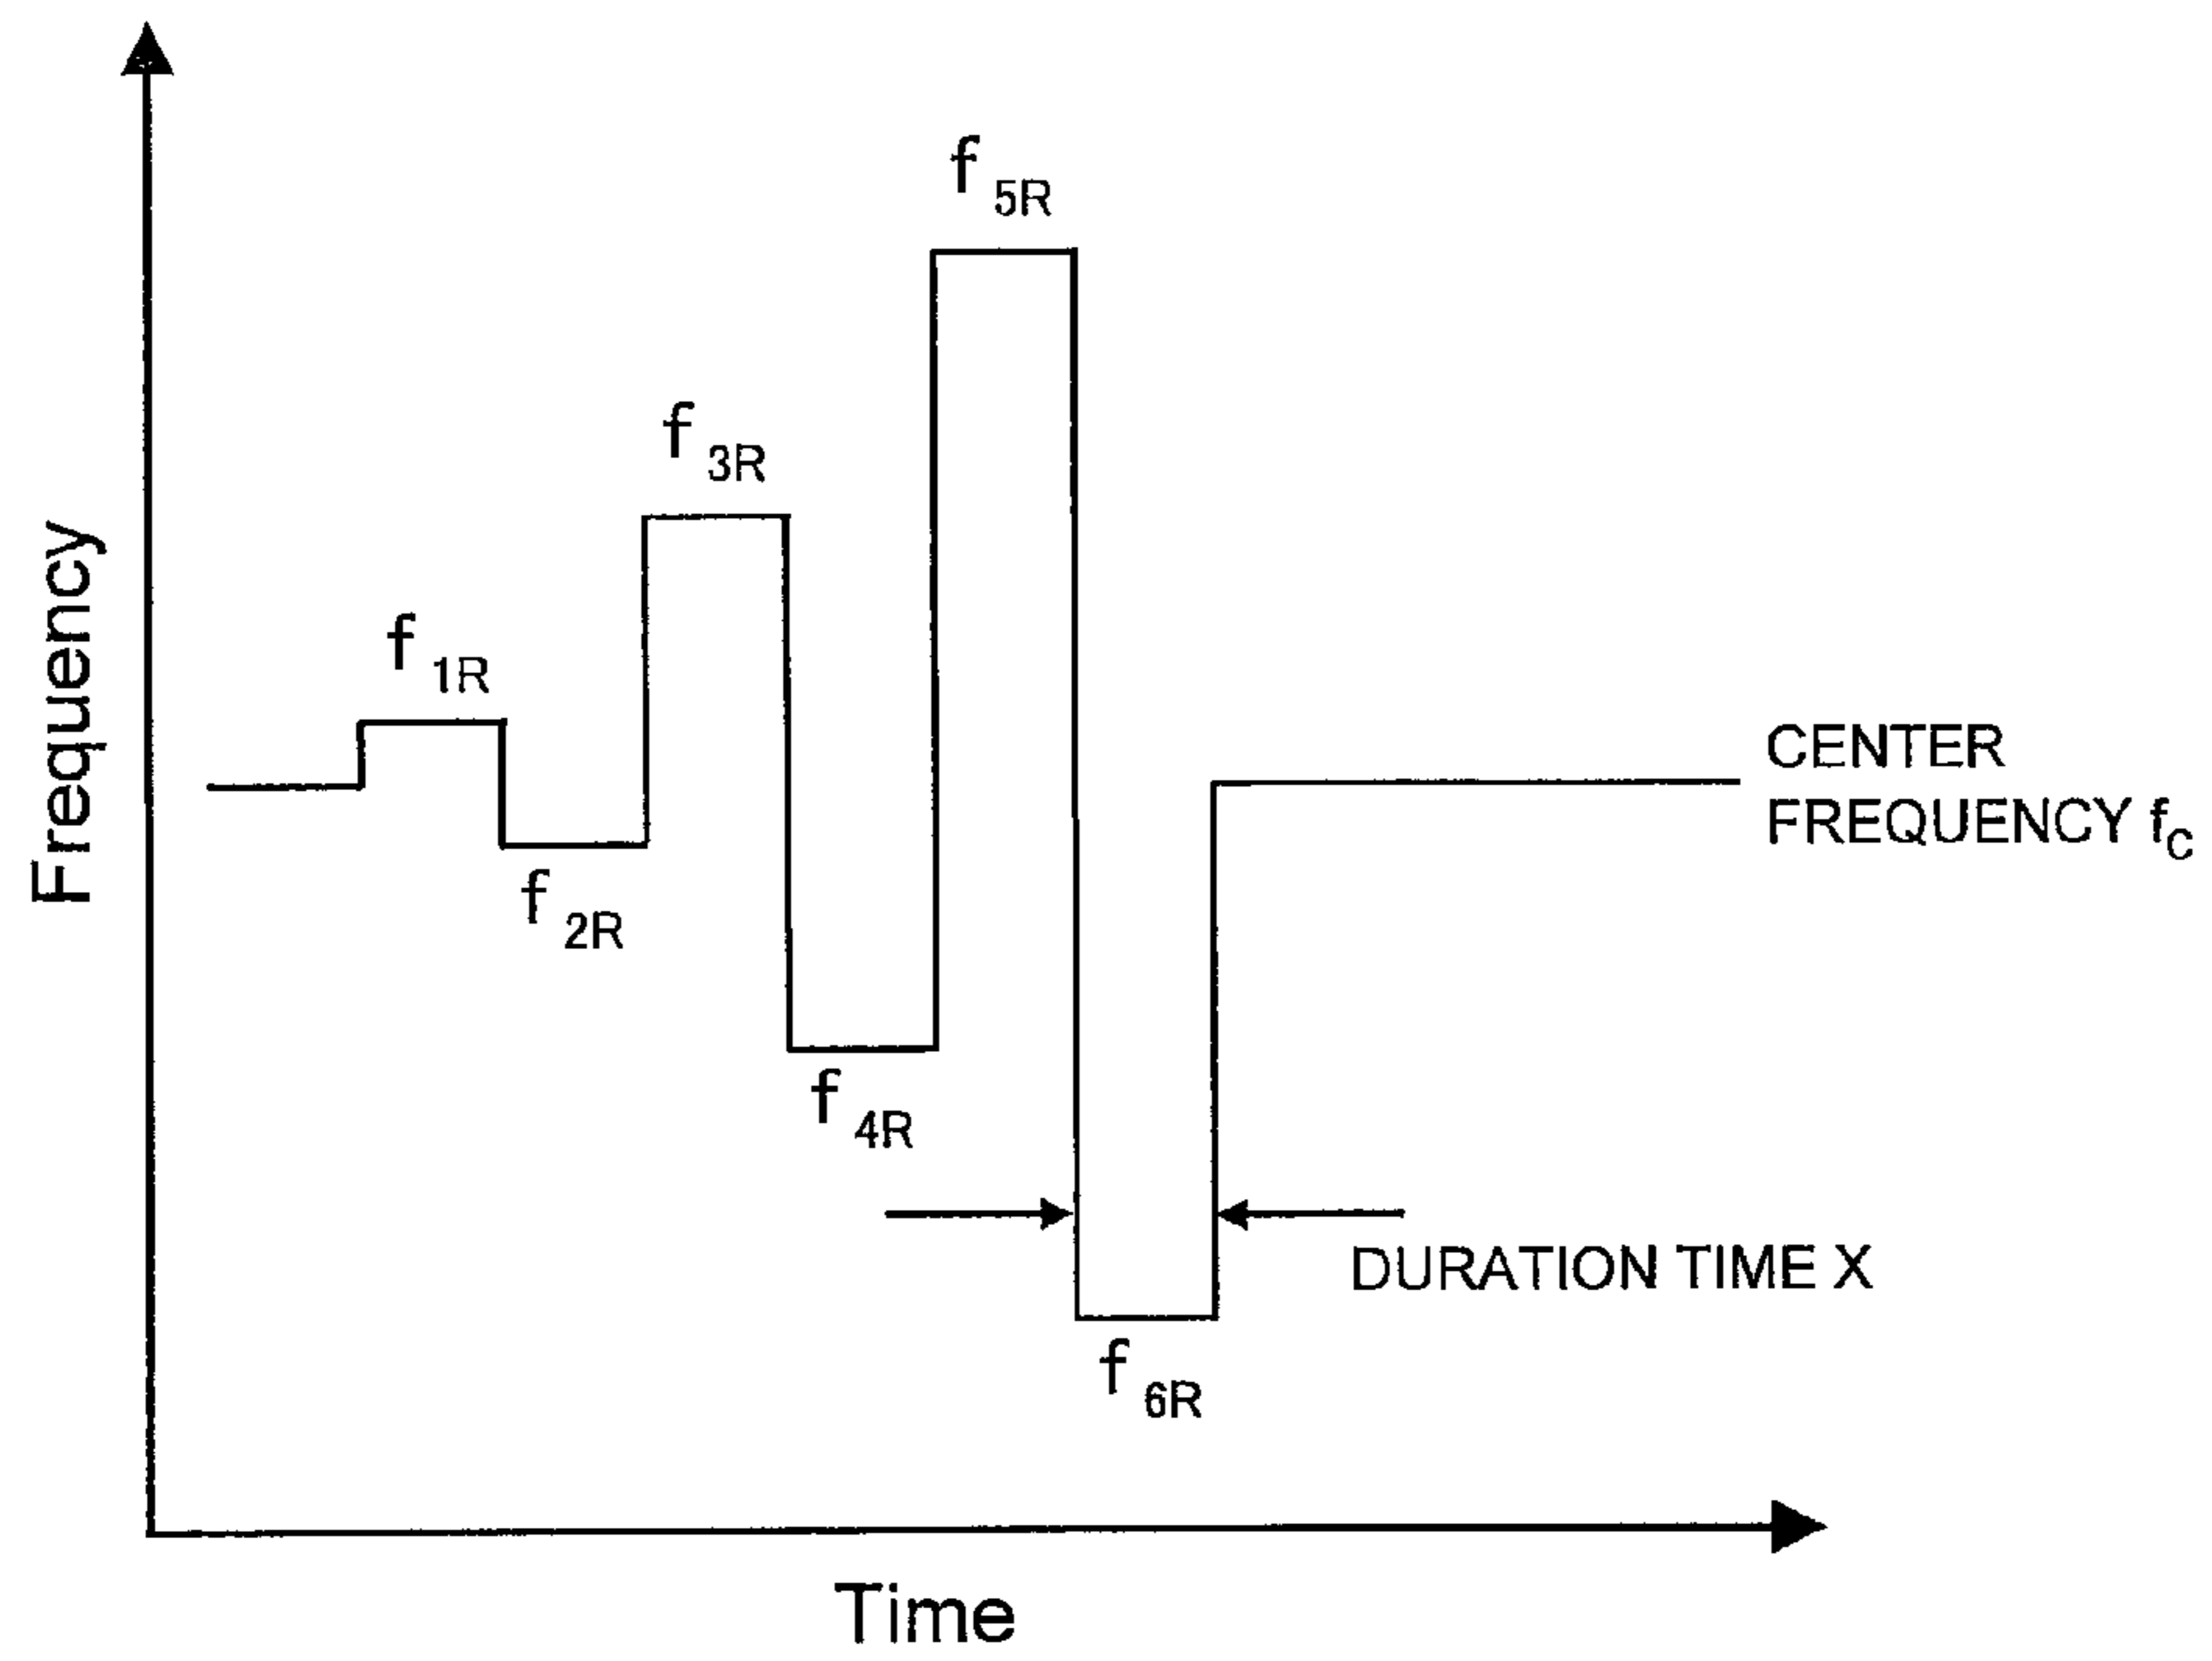 f 5R
f 3R
f 1R
Frequency
CENTER
FREQUENCY fC
f 2R
f 4R
DURATION TIME X
f 6R
Time